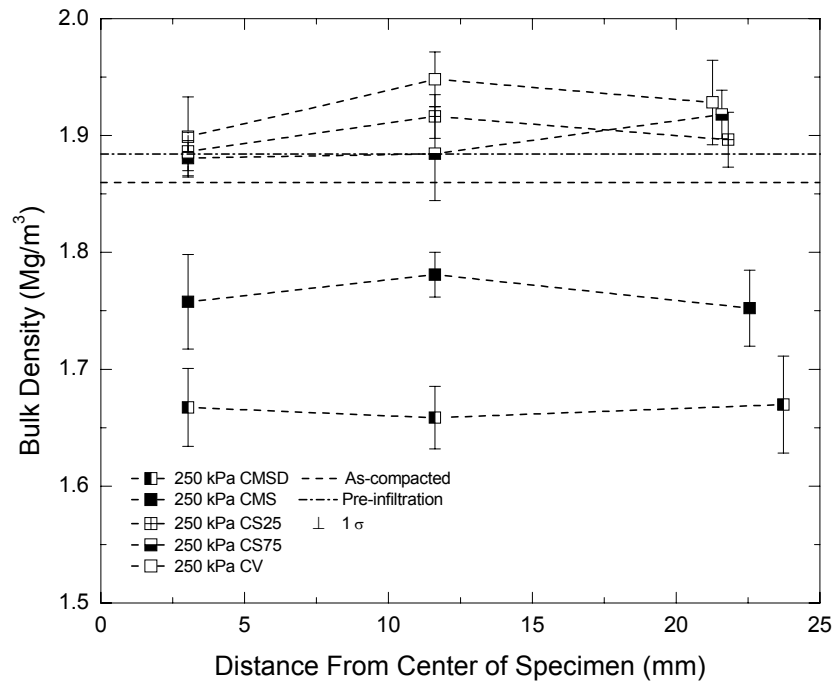 2.0
1.9
1.8
1.7
1.6
1.5
Bulk Density (Mg/m³)
250 kPa CMSD
250 kPa CMS
250 kPa CS25
250 kPa CS75
250 kPa CV
As-compacted
Pre-infiltration
1 σ
0
5
10
15
20
25
Distance From Center of Specimen (mm)